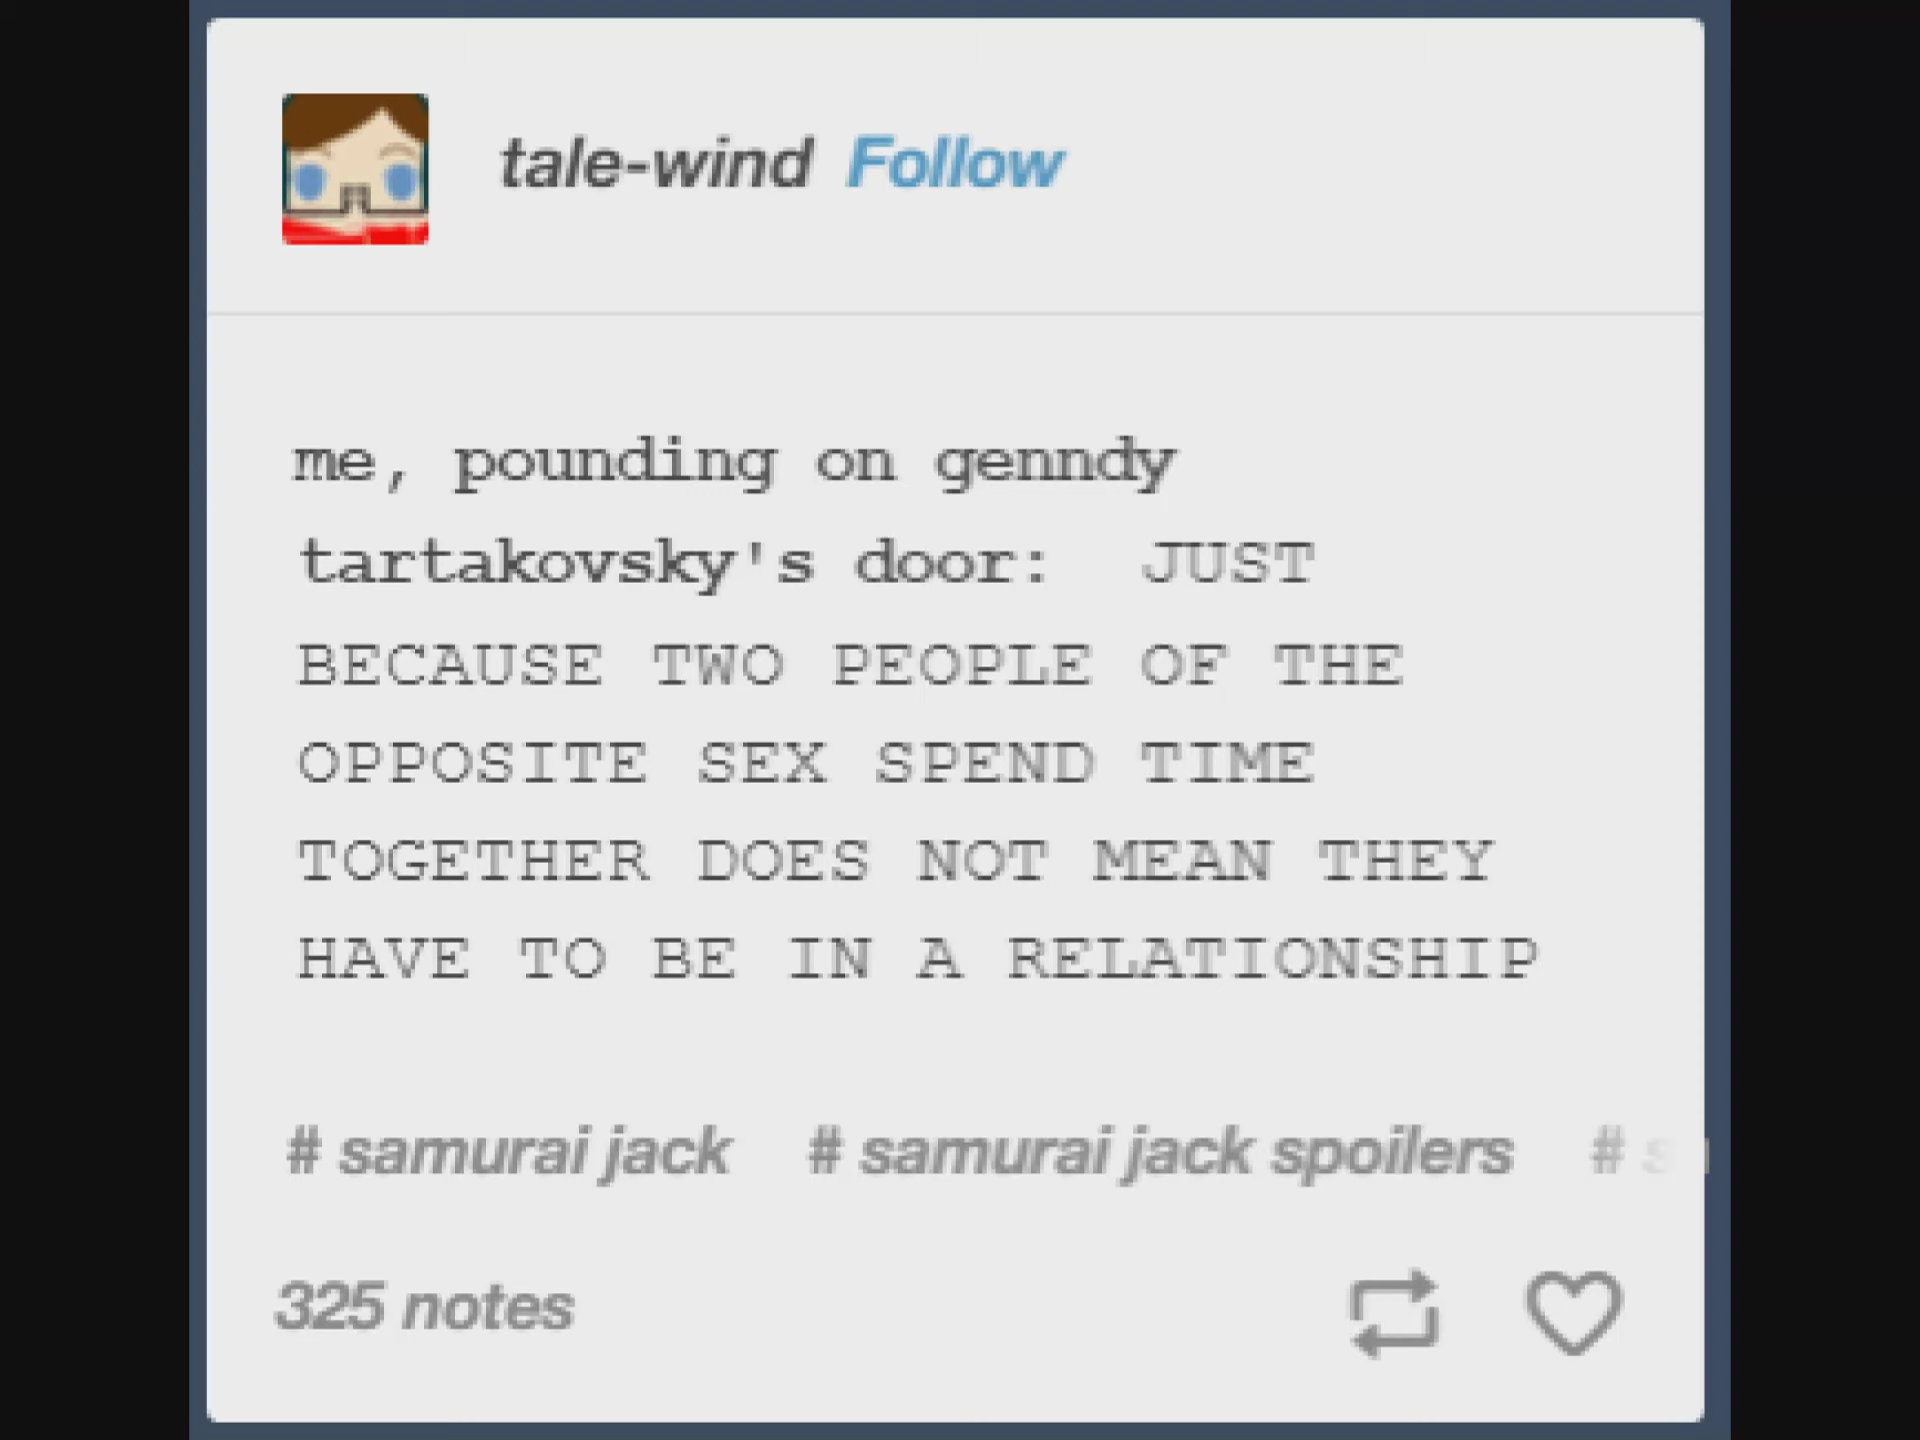 tale-wind Follow
me, pounding on genndy
tartakovsky's door: JUST
BECAUSE TWO PEOPLE OF THE
OPPOSITE SEX SPEND TIME
TOGETHER DOES NOT MEAN THEY
HAVE TO BE IN A RELATIONSHIP
# samurai jack # samurai jack spoilers #
325 notes